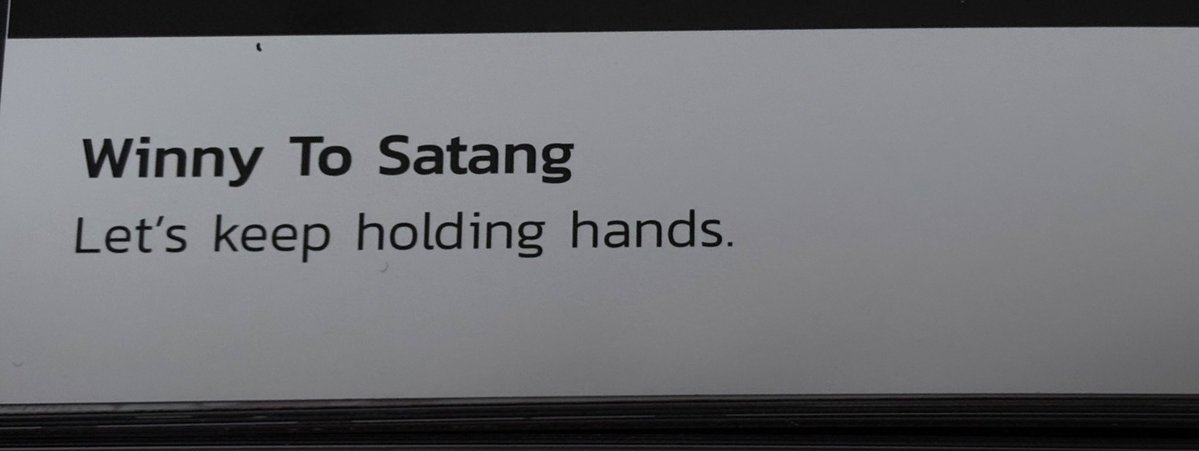 Winny To Satang
Let's keep holding hands.